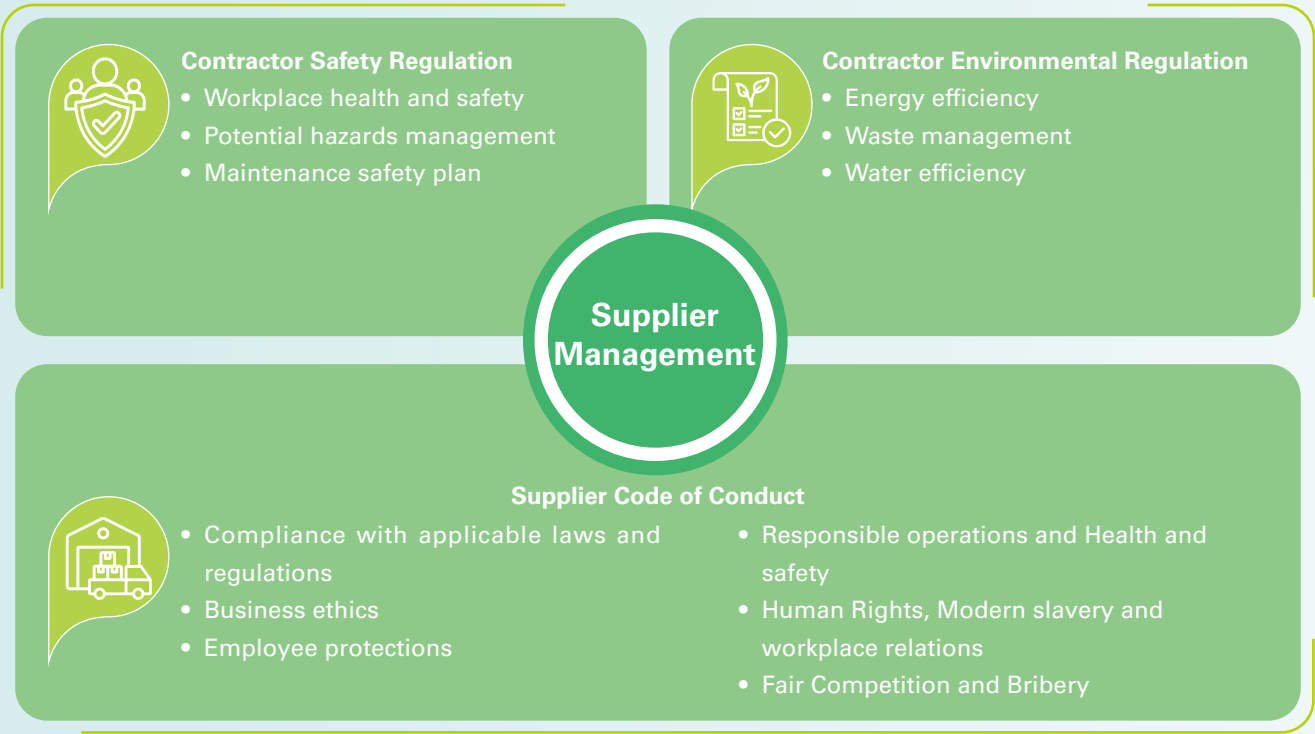 Contractor Safety Regulation
• Workplace health and safety
• Potential hazards management
• Maintenance safety plan
Contractor Environmental Regulation
• Energy efficiency
• Waste management
• Water efficiency
Supplier
Management
Supplier Code of Conduct
• Compliance with applicable laws and
regulations
• Business ethics
• Employee protections
• Responsible operations and Health and
safety
• Human Rights, Modern slavery and
workplace relations
• Fair Competition and Bribery